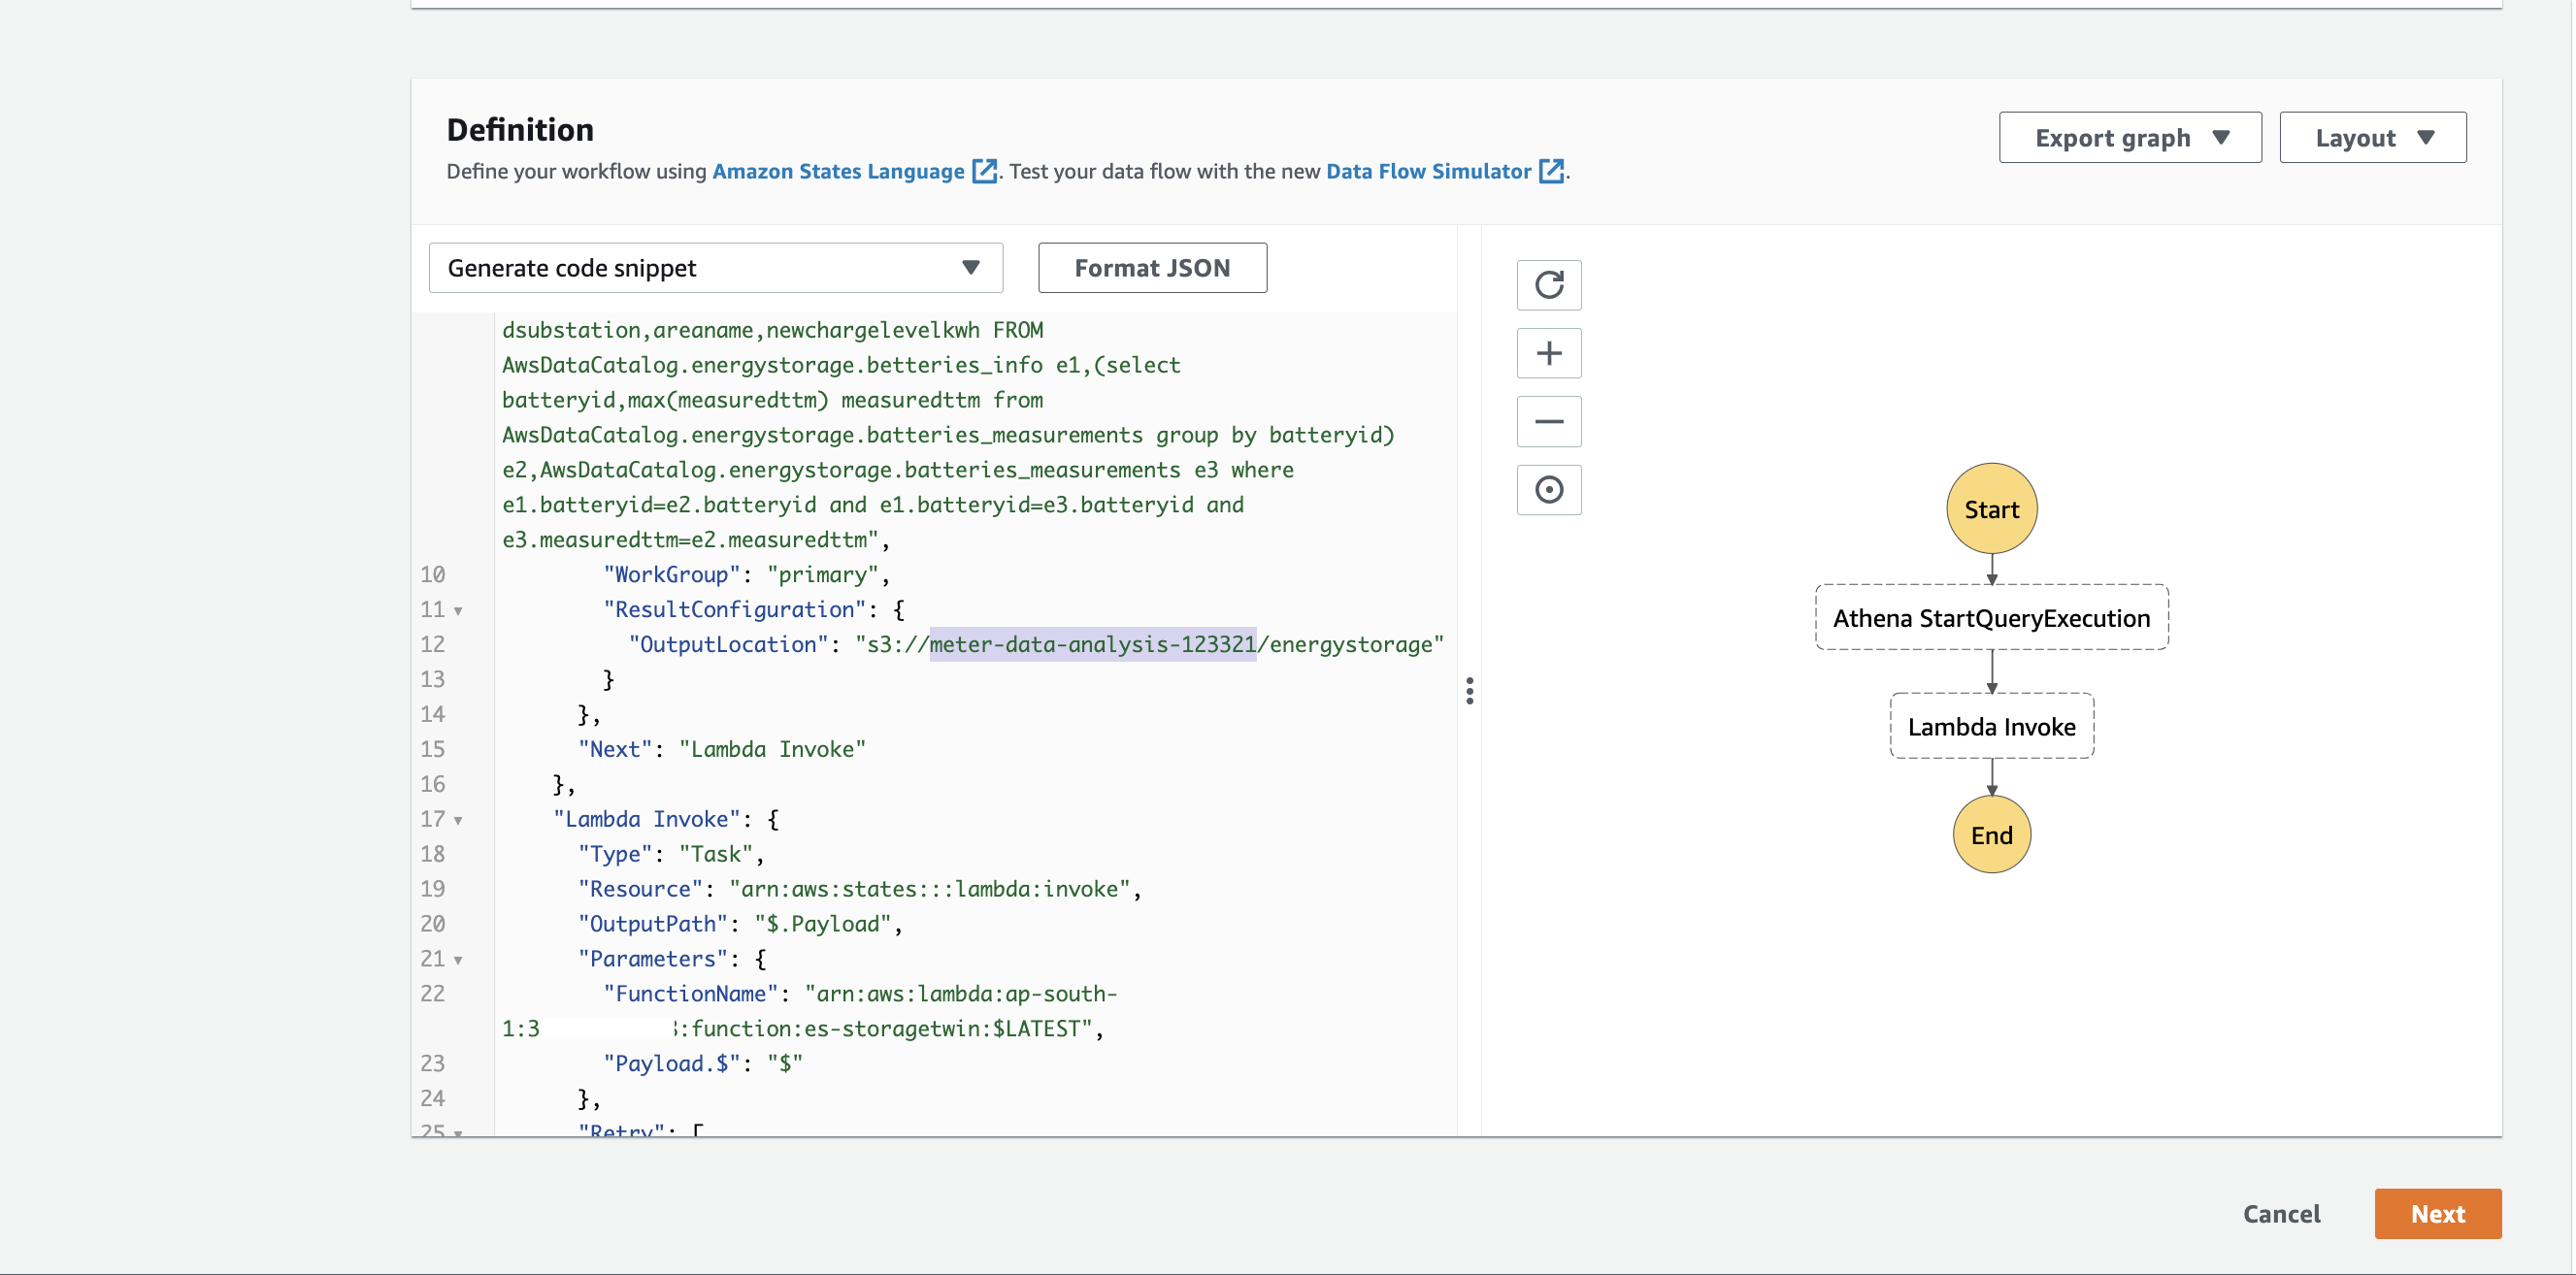 Definition
Export graph
Layout
Define your workflow using Amazon States Language. Test your data flow with the new Data Flow Simulator.
Generate code snippet
Format JSON
dsubstation,areaname,newchargelevelkwh FROM
AwsDataCatalog.energystorage.betteries_info e1,(select
batteryid,max(measuredttm) measuredttm from
AwsDataCatalog.energystorage.batteries_measurements group by batteryid)
e2,AwsDataCatalog.energystorage.batteries_measurements e3 where
e1.batteryid=e2.batteryid and e1.batteryid=e3.batteryid and
e3.measuredttm=e2.measuredttm",
10 "WorkGroup": "primary",
11 "ResultConfiguration": {
12 "OutputLocation": "s3://meter-data-analysis-123321/energystorage"
13 }
14 },
15 "Next": "Lambda Invoke"
16 },
17 "Lambda Invoke": {
18 "Type": "Task",
19 "Resource": "arn:aws:states:::lambda:invoke",
20 "OutputPath": "$.Payload",
21 "Parameters": {
22 "FunctionName": "arn:aws:lambda:ap-south-
1:3 :function:es-storagetwin:$LATEST",
23 "Payload.$": "$"
24 },
25 "Retry": [
Start
Athena StartQueryExecution
Lambda Invoke
End
Cancel
Next